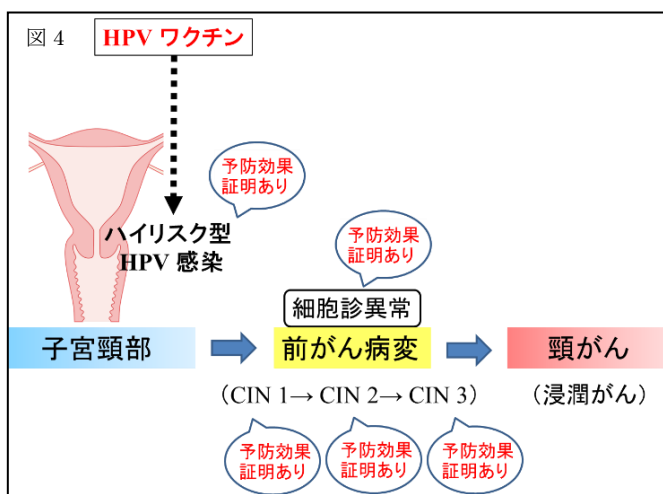 図 4
HPV ワクチン
予防効果
証明あり
ハイリスク型
HPV 感染
予防効果
証明あり
細胞診異常
子宮頸部
前がん病変
頸がん
（CIN 1→ CIN 2→ CIN 3）
（浸潤がん）
予防効果
証明あり
予防効果
証明あり
予防効果
証明あり